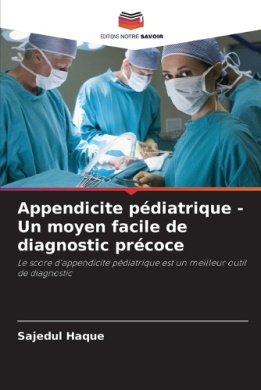 EDITIONS NOTRE SAVOIR
Appendicite pédiatrique -
Un moyen facile de
diagnostic précoce
Le score d'appendicite pédiatrique est un meilleur outil
de diagnostic
Sajedul Haque